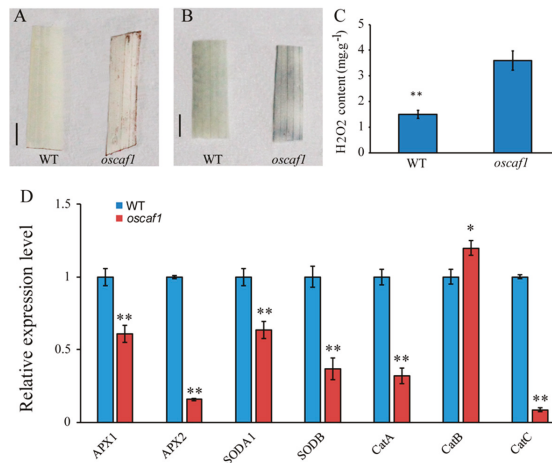 A
WT
oscaf1
B
WT
oscaf1
C
H2O2 content (mg.g-1)
5
4
3
2
1
0
**
WT
oscaf1
D
WT
oscaf1
Relative expression level
1.5
1
0.5
0
**
**
**
**
**
*
**
APX1
APX2
SODA1
SODB
CatA
CatB
CatC